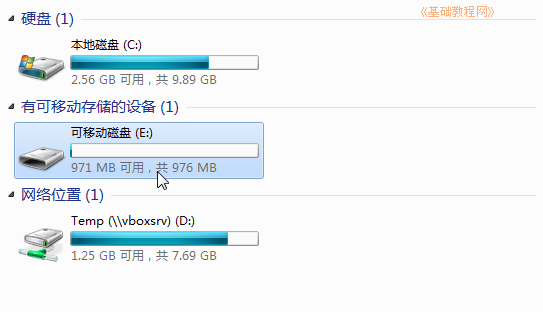 《基础教程网》
硬盘 (1)
本地磁盘 (C:)
2.56 GB 可用，共 9.89 GB
有可移动存储的设备 (1)
可移动磁盘 (E:)
971 MB 可用，共 976 MB
网络位置 (1)
Temp (\\vboxsrv) (D:)
1.25 GB 可用，共 7.69 GB